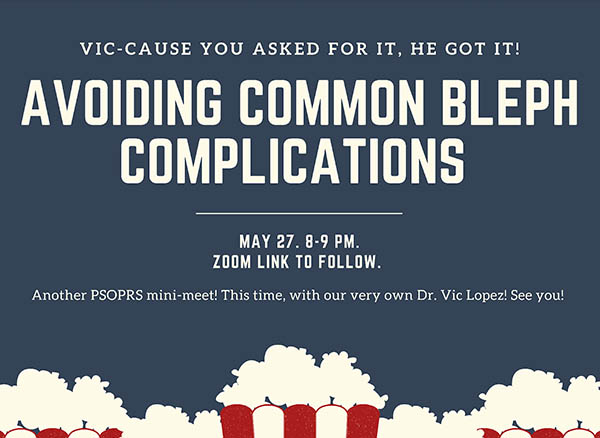 VIC-CAUSE YOU ASKED FOR IT, HE GOT IT!
AVOIDING COMMON BLEPH
COMPLICATIONS
MAY 27. 8-9 PM.
ZOOM LINK TO FOLLOW.
Another PSOPRS mini-meet! This time, with our very own Dr. Vic Lopez! See you!